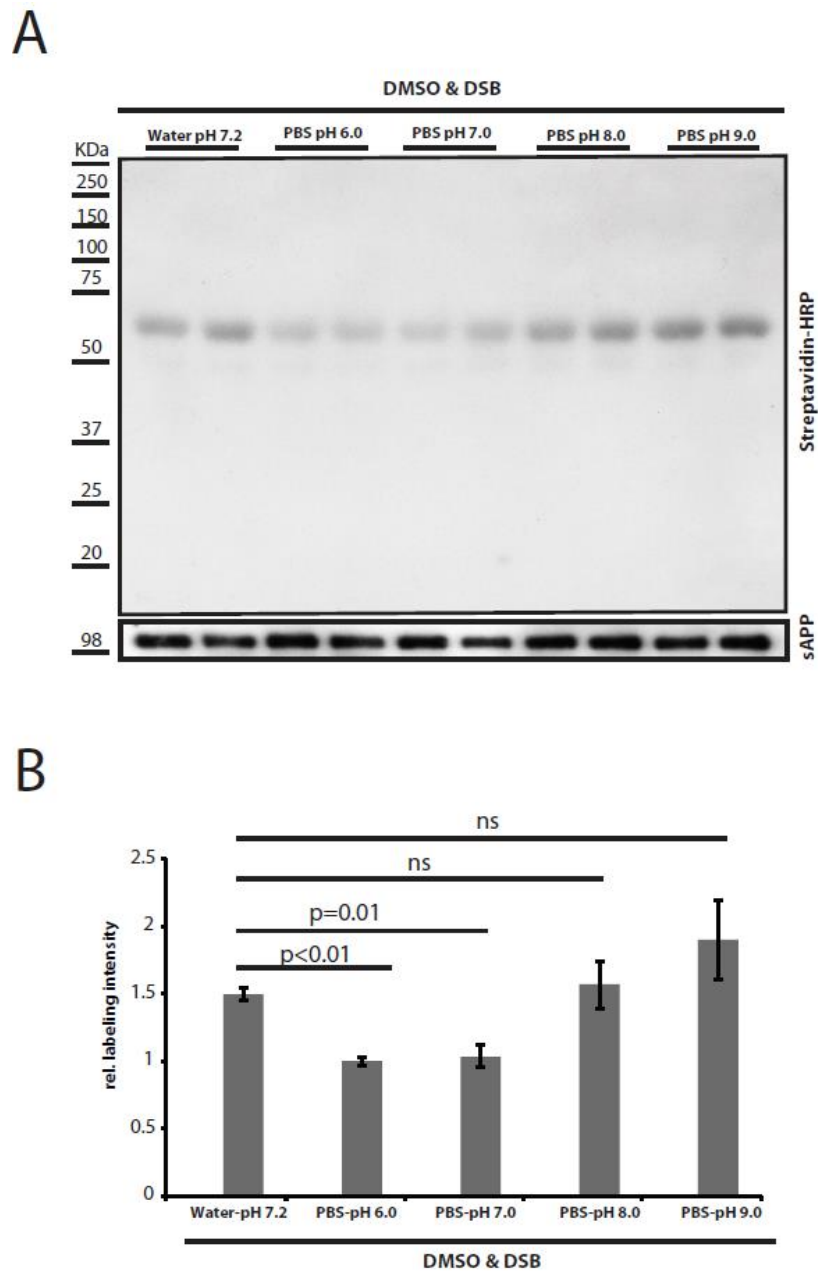 A
DMSO & DSB
Water pH 7.2 PBS pH 6.0 PBS pH 7.0 PBS pH 8.0 PBS pH 9.0
KDa
250
150
100
75
50
37
25
20
98
Streptavidin-HRP
sAPP
B
ns
ns
p=0.01
p<0.01
rel. labeling intensity
2.5
2
1.5
1
0.5
0
Water-pH 7.2 PBS-pH 6.0 PBS-pH 7.0 PBS-pH 8.0 PBS-pH 9.0
DMSO & DSB